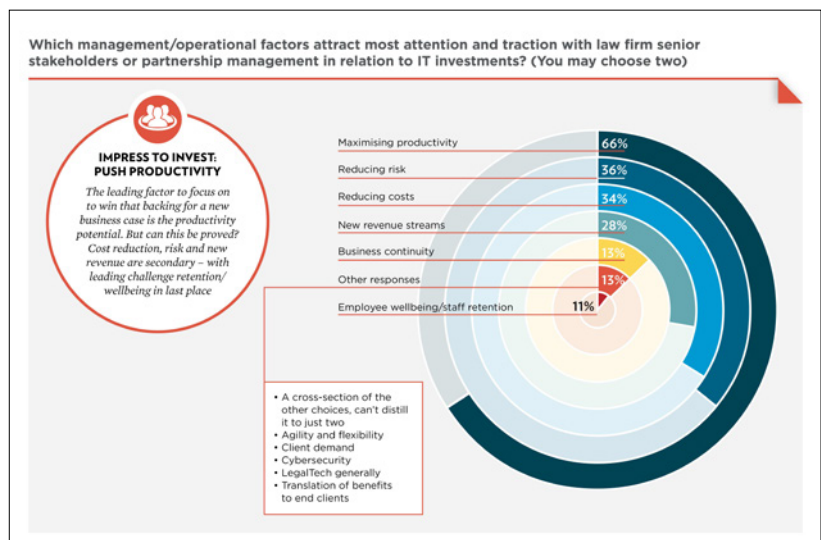 Which management/operational factors attract most attention and traction with law firm senior
stakeholders or partnership management in relation to IT investments? (You may choose two)
IMPRESS TO INVEST:
PUSH PRODUCTIVITY
The leading factor to focus on
to win that backing for a new
business case is the productivity
potential. But can this be proved?
Cost reduction, risk and new
revenue are secondary – with
leading challenge retention/
wellbeing in last place
Maximising productivity 66%
Reducing risk 36%
Reducing costs 34%
New revenue streams 28%
Business continuity 13%
Other responses 13%
Employee wellbeing/staff retention 11%
• A cross-section of the
other choices, can't distill
it to just two
• Agility and flexibility
• Client demand
• Cybersecurity
• LegalTech generally
• Translation of benefits
to end clients